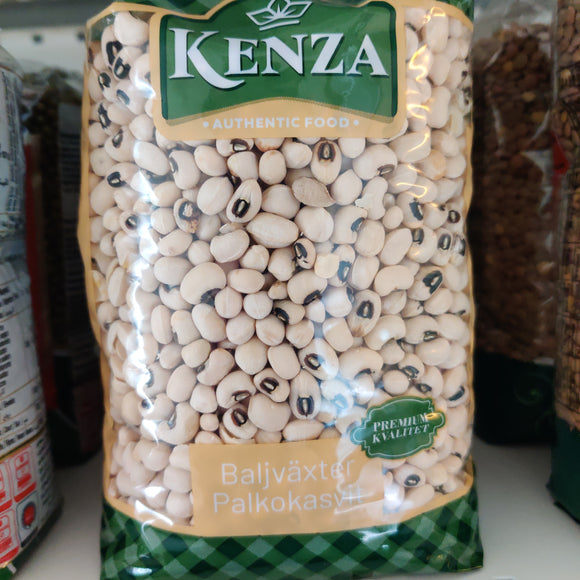 KENZA
• AUTHENTIC FOOD •
PREMIUM
KVALITET
Baljväxter
Palkokasvit